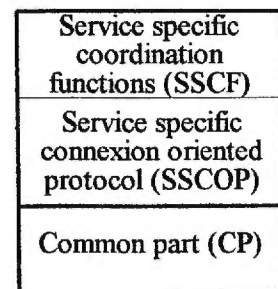 Service specific
coordination
functions (SSCF)
Service specific
connexion oriented
protocol (SSCOP)
Common part (CP)